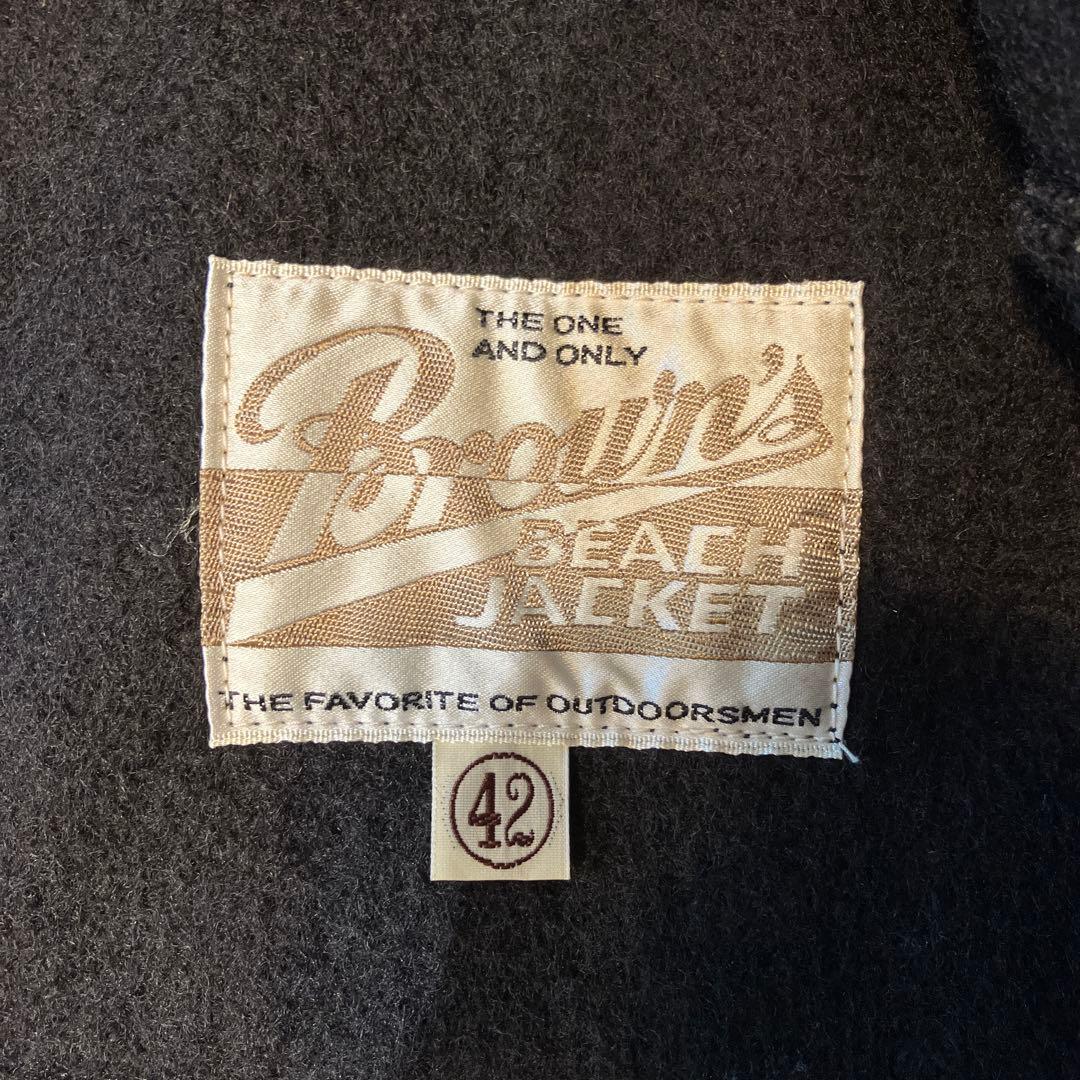 THE ONE
AND ONLY
Brown's
BEACH
JACKET
THE FAVORITE OF OUTDOORSMEN
42